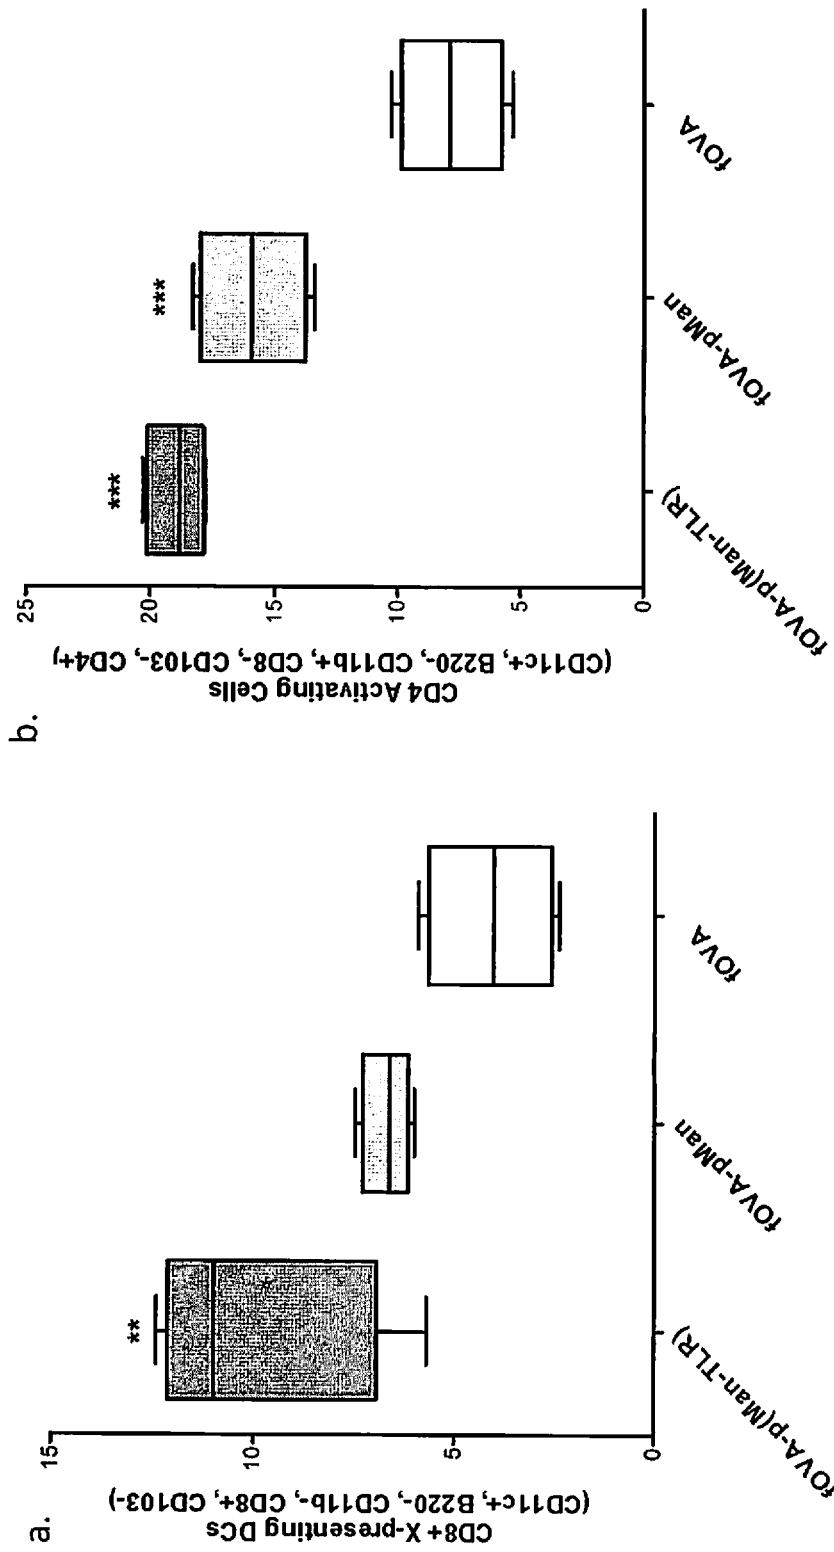 a.
CD8+ X-presenting DCs
(CD11c+, B220-, CD11b-, CD8+, CD103-)
15
10
5
0
**
*
fOVA-p(Man-TLR)
fOVA-pMan
fOVA
b.
CD4 Activating Cells
(CD11c+, B220-, CD11b+, CD8-, CD103-, CD4+)
25
20
15
10
5
0
***
***
fOVA-p(Man-TLR)
fOVA-pMan
fOVA